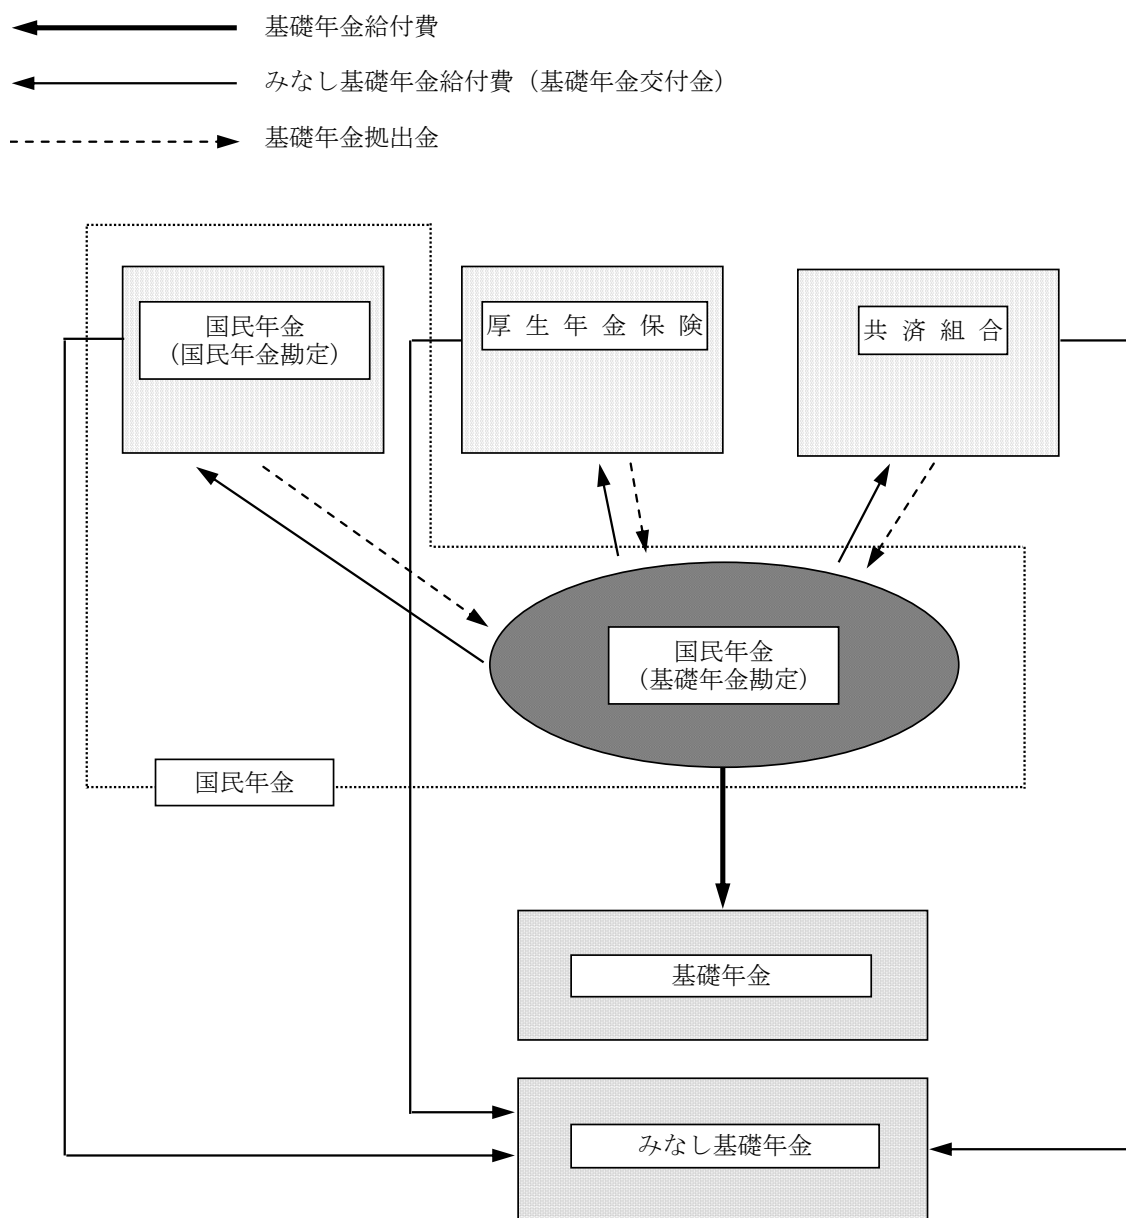 基礎年金給付費
みなし基礎年金給付費（基礎年金交付金）
基礎年金拠出金
国民年金
（国民年金勘定）
厚生年金保険
共済組合
国民年金
（基礎年金勘定）
国民年金
基礎年金
みなし基礎年金